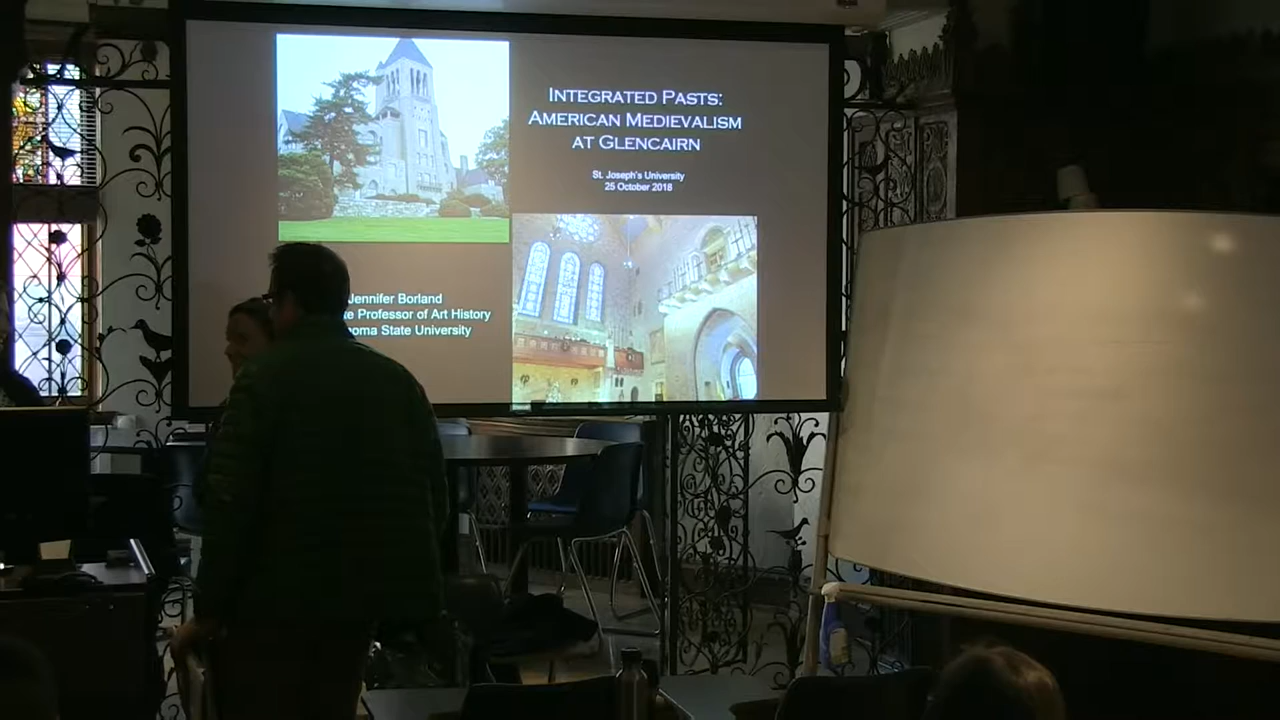 INTEGRATED PASTS:
AMERICAN MEDIEVALISM
AT GLENCAIRN
St. Joseph's University
25 October 2018
Jennifer Borland
Professor of Art History
State University